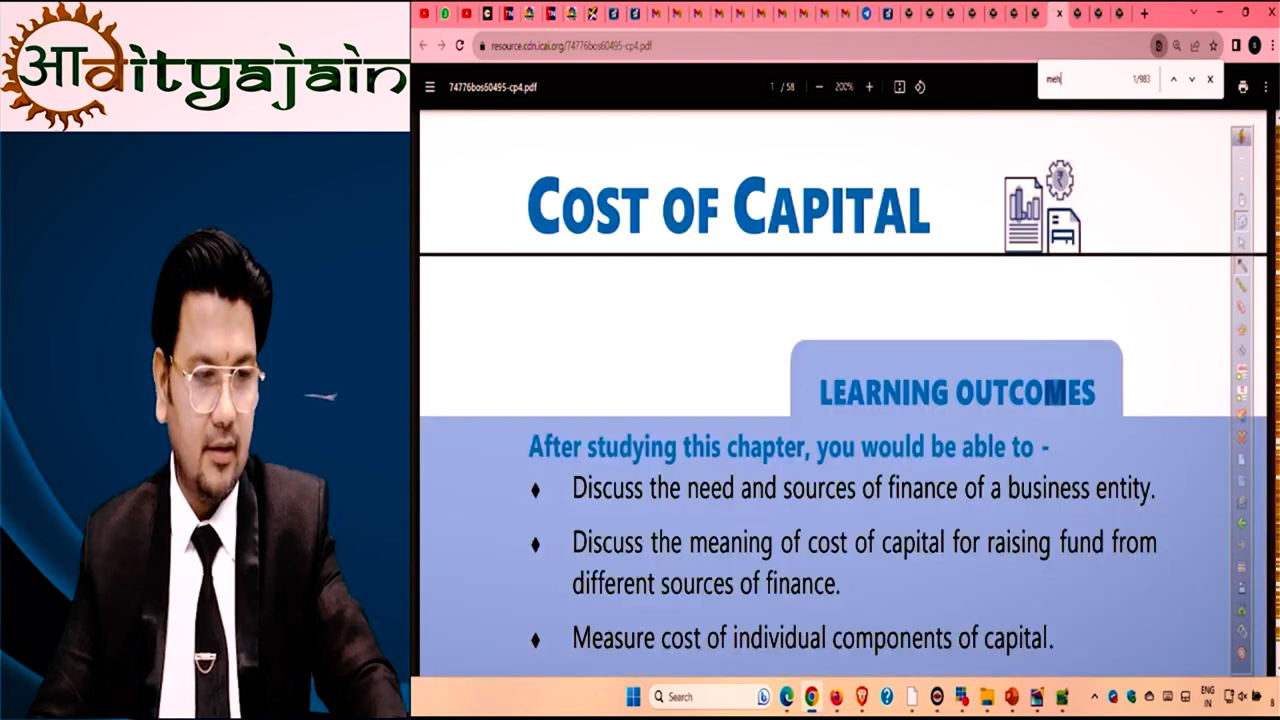 आdityajain
resource.cdn.icai.org/74776bos60495-cp4.pdf
meh 1/983
74776bos60495-cp4.pdf 1 / 58 200%
COST OF CAPITAL
₹
LEARNING OUTCOMES
After studying this chapter, you would be able to -
Discuss the need and sources of finance of a business entity.
Discuss the meaning of cost of capital for raising fund from
different sources of finance.
Measure cost of individual components of capital.
Search
ENG
IN